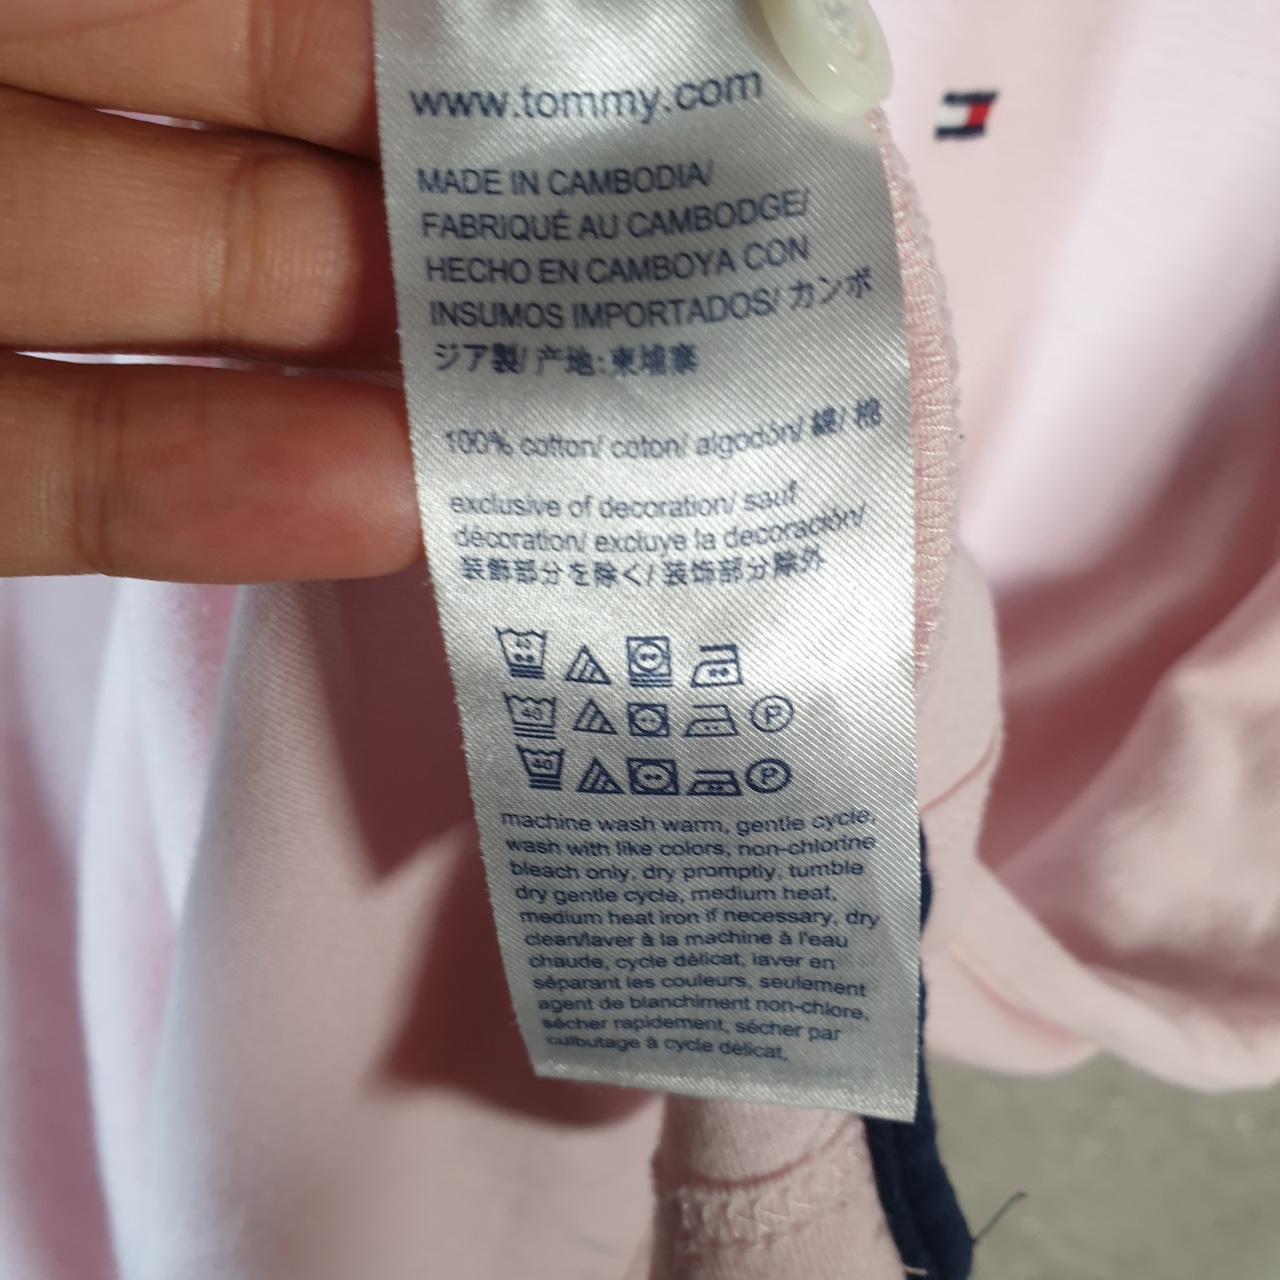 www.tommy.com
MADE IN CAMBODIA/
FABRIQUÉ AU CAMBODGE/
HECHO EN CAMBOYA CON
INSUMOS IMPORTADOS/ カンボ
ジア製/ 产地:柬埔寨
100% cotton/ coton/ algodón/ 綿/ 棉
exclusive of decoration/ sauf
décoration/ excluye la decoración/
装飾部分を除く/ 装饰部分除外
P
P
machine wash warm, gentle cycle,
wash with like colors, non-chlorine
bleach only, dry promptly, tumble
dry gentle cycle, medium heat,
medium heat iron if necessary, dry
clean/laver à la machine à l'eau
chaude, cycle délicat, laver en
séparant les couleurs, seulement
agent de blanchiment non-chlore,
sécher rapidement, sécher par
culbutage à cycle délicat,